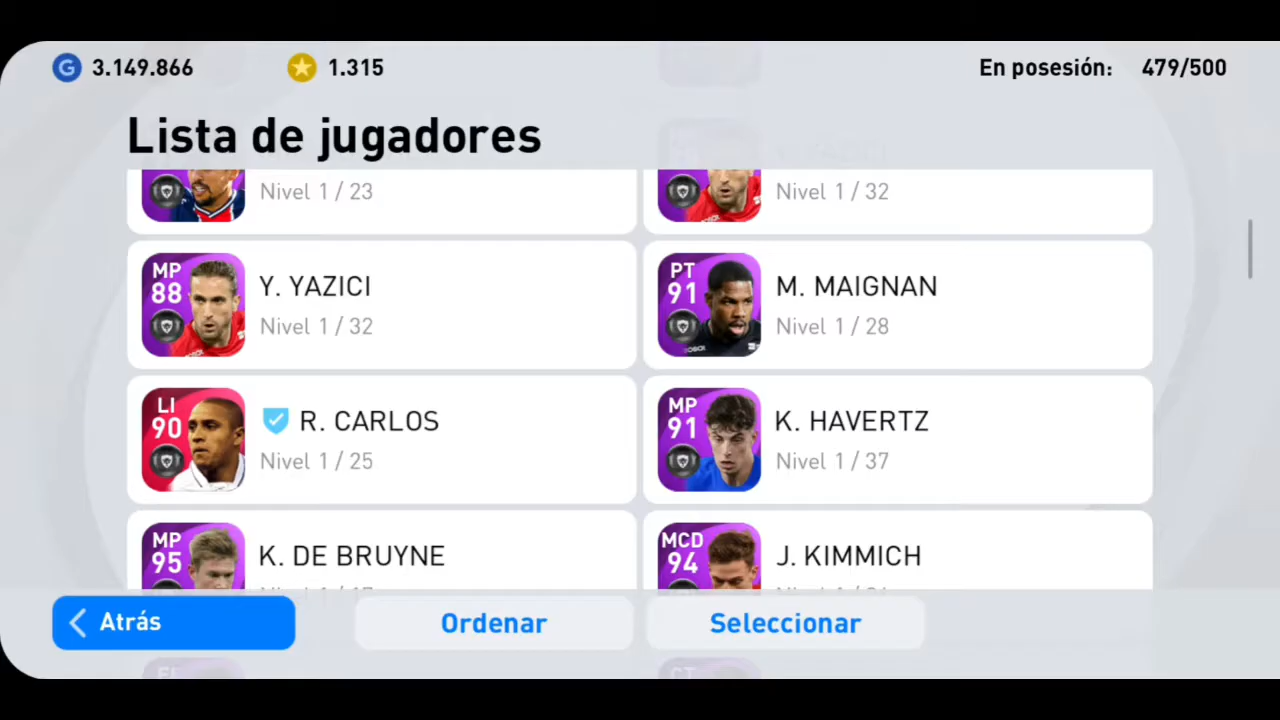 G 3.149.866 1.315 En posesión: 479/500
Lista de jugadores
Nivel 1 / 23
Nivel 1 / 32
MP 88 Y. YAZICI
Nivel 1 / 32
PT 91 M. MAIGNAN
Nivel 1 / 28
LI 90 R. CARLOS
Nivel 1 / 25
MP 91 K. HAVERTZ
Nivel 1 / 37
MP 95 K. DE BRUYNE
MCD 94 J. KIMMICH
Atrás Ordenar Seleccionar